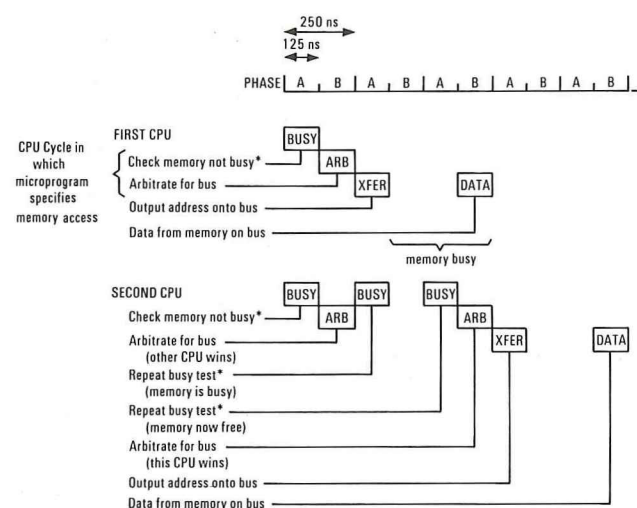 250 ns
125 ns
PHASE A B A B A B A B A B
FIRST CPU
CPU Cycle in
which
microprogram
specifies
memory access
BUSY
Check memory not busy*
ARB
Arbitrate for bus
XFER
DATA
Output address onto bus
Data from memory on bus
memory busy
SECOND CPU
BUSY BUSY BUSY
Check memory not busy*
ARB ARB
Arbitrate for bus
(other CPU wins)
XFER DATA
Repeat busy test*
(memory is busy)
Repeat busy test*
(memory now free)
Arbitrate for bus
(this CPU wins)
Output address onto bus
Data from memory on bus